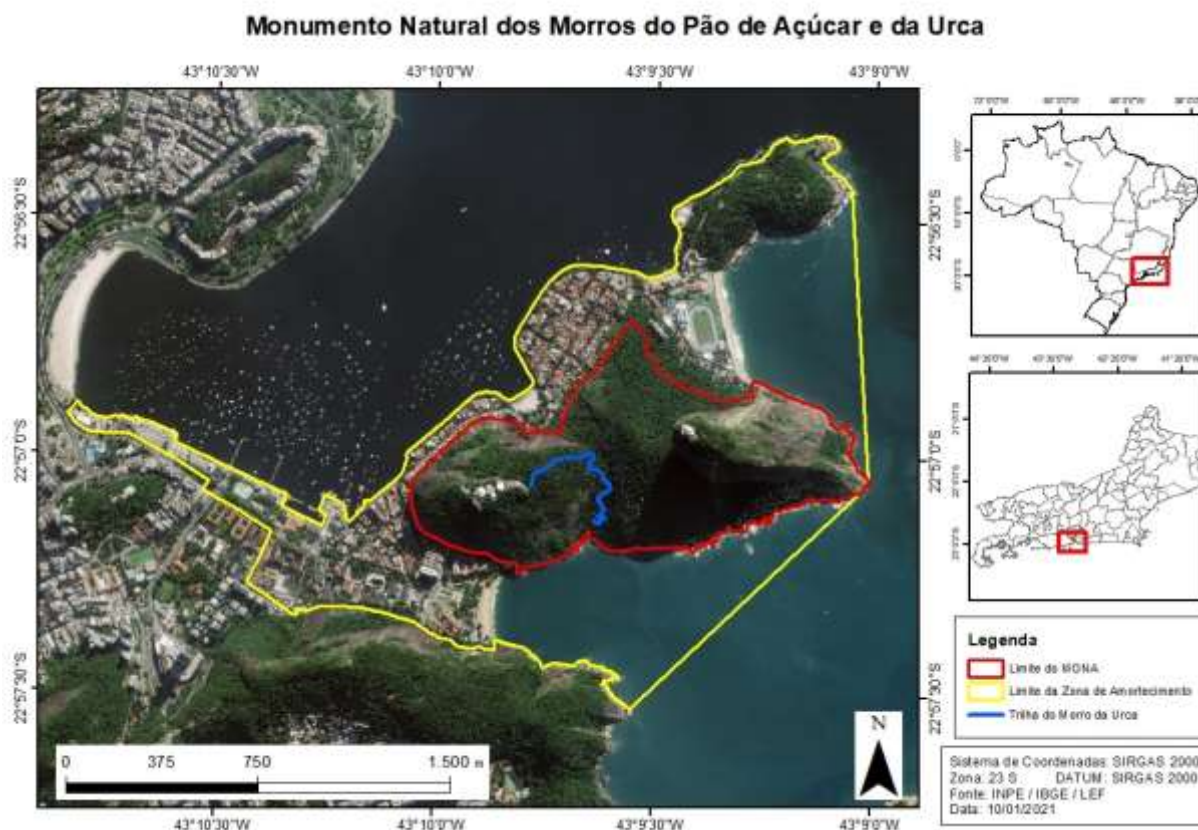 Monumento Natural dos Morros do Pão de Açúcar e da Urca
43°10'30"W 43°10'0"W 43°9'30"W 43°9'0"W
22°56'30"S
22°57'0"S
22°57'30"S
22°56'30"S
22°57'0"S
22°57'30"S
0 375 750 1.500 m
N
43°10'30"W 43°10'0"W 43°9'30"W 43°9'0"W
Legenda
Limite do MONA
Limite da Zona de Amortecimento
Trilha do Morro da Urca
Sistema de Coordenadas: SIRGAS 2000
Zona: 23 S DATUM: SIRGAS 2000
Fonte: INPE / IBGE / LEF
Data: 10/01/2021